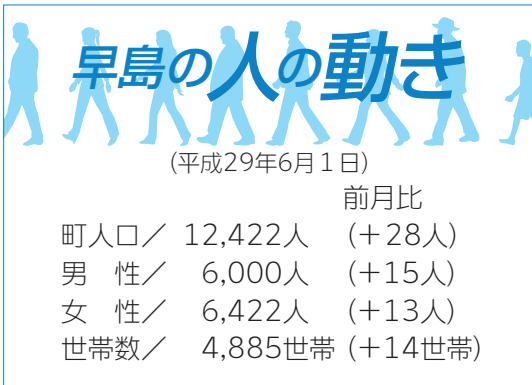 早島の人の動き
(平成29年6月1日)
前月比
町人口／ 12,422人 (＋28人)
男 性／ 6,000人 (＋15人)
女 性／ 6,422人 (＋13人)
世帯数／ 4,885世帯 (＋14世帯)